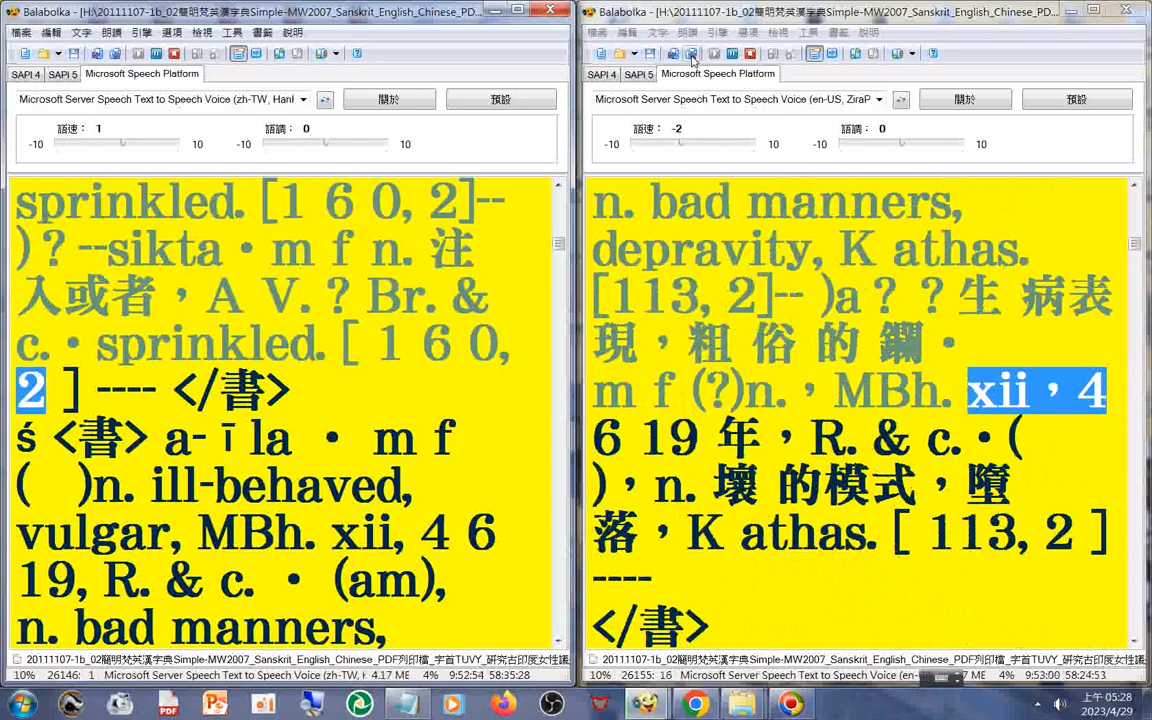 Balabolka - [H:\20111107-1b_02簡明梵英漢字典Simple-MW2007_Sanskrit_English_Chinese_PD...
檔案 編輯 文字 朗讀 引擎 選項 檢視 工具 書籤 說明
SAPI 4 SAPI 5 Microsoft Speech Platform
Microsoft Server Speech Text to Speech Voice (zh-TW, HanI
關於
預設
語速： 1
語調： 0
-10 10 -10 10
sprinkled. [1 6 0, 2]--
)？--sikta • m f n. 注
入或者，A V.？Br. &
c. • sprinkled. [ 1 6 0,
2 ] ---- </書>
ś <書> a- ī la • m f
( )n. ill-behaved,
vulgar, MBh. xii, 4 6
19, R. & c. • (am),
n. bad manners,
20111107-1b_02簡明梵英漢字典Simple-MW2007_Sanskrit_English_Chinese_PDF列印檔_字首TUVY_研究古印度女性議
10% 26146: 1 Microsoft Server Speech Text to Speech Voice (zh-TW, H 4.17 ME 4% 9:52:54 58:35:28
Balabolka - [H:\20111107-1b_02簡明梵英漢字典Simple-MW2007_Sanskrit_English_Chinese_PD...
檔案 編輯 文字 朗讀 引擎 選項 檢視 工具 書籤 說明
SAPI 4 SAPI 5 Microsoft Speech Platform
Microsoft Server Speech Text to Speech Voice (en-US, ZiraP
關於
預設
語速： -2
語調： 0
-10 10 -10 10
n. bad manners,
depravity, K athas.
[113, 2]-- )a？？生 病表
現，粗 俗 的 鑭 •
m f (?)n.，MBh. xii，4
6 19 年，R. & c. • (
)，n. 壞 的模式，墮
落，K athas. [ 113, 2 ]
----
</書>
20111107-1b_02簡明梵英漢字典Simple-MW2007_Sanskrit_English_Chinese_PDF列印檔_字首TUVY_研究古印度女性議
10% 26155: 16 Microsoft Server Speech Text to Speech Voice (en-u ME 4% 9:53:00 58:24:53
PDF
上午 05:28
2023/4/29